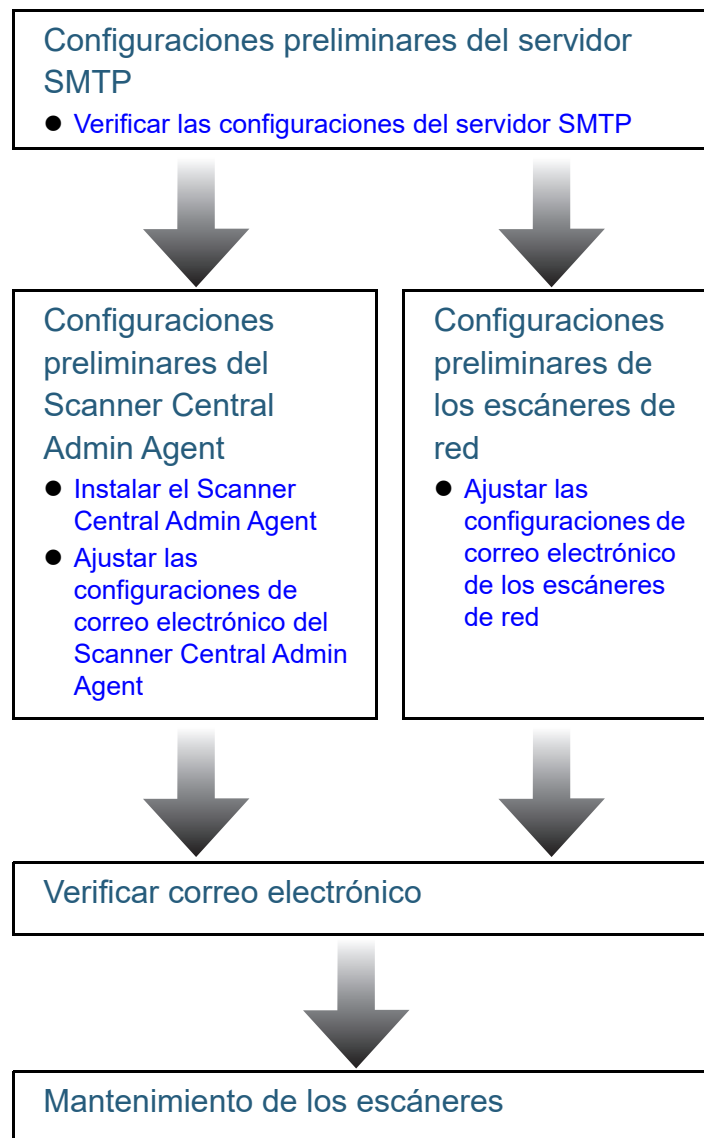 Configuraciones preliminares del servidor
SMTP
● Verificar las configuraciones del servidor SMTP
Configuraciones
preliminares del
Scanner Central
Admin Agent
● Instalar el Scanner
Central Admin Agent
● Ajustar las
configuraciones de
correo electrónico del
Scanner Central Admin
Agent
Configuraciones
preliminares de
los escáneres de
red
● Ajustar las
configuraciones de
correo electrónico
de los escáneres
de red
Verificar correo electrónico
Mantenimiento de los escáneres